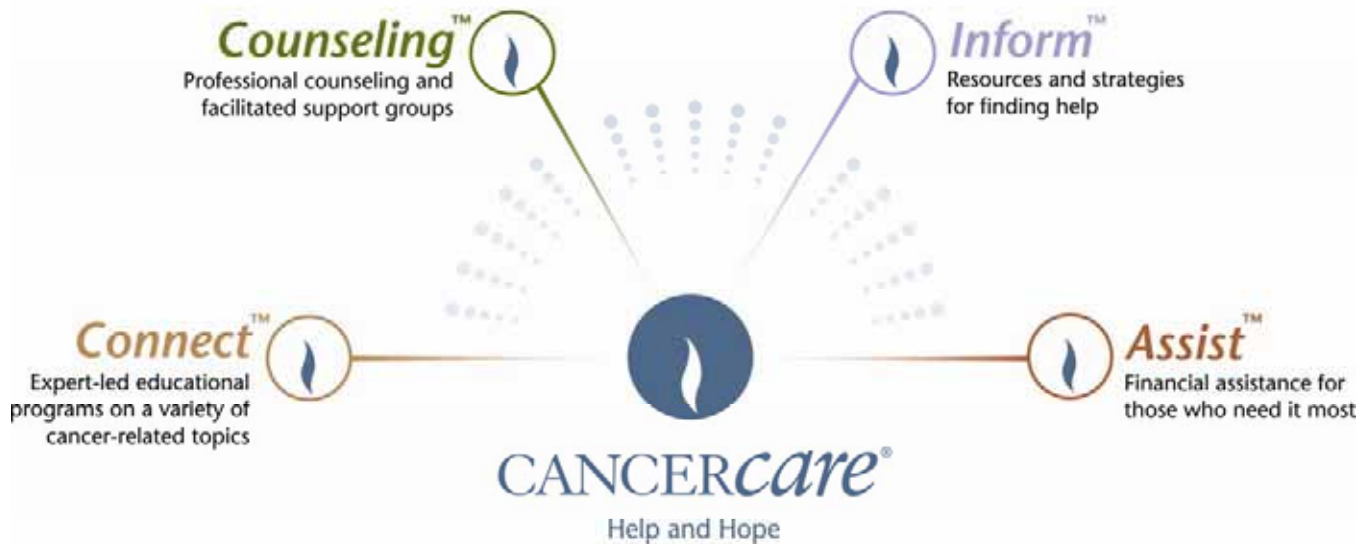 Counseling™
Professional counseling and
facilitated support groups
Inform™
Resources and strategies
for finding help
Connect™
Expert-led educational
programs on a variety of
cancer-related topics
Assist™
Financial assistance for
those who need it most
CANCERcare®
Help and Hope